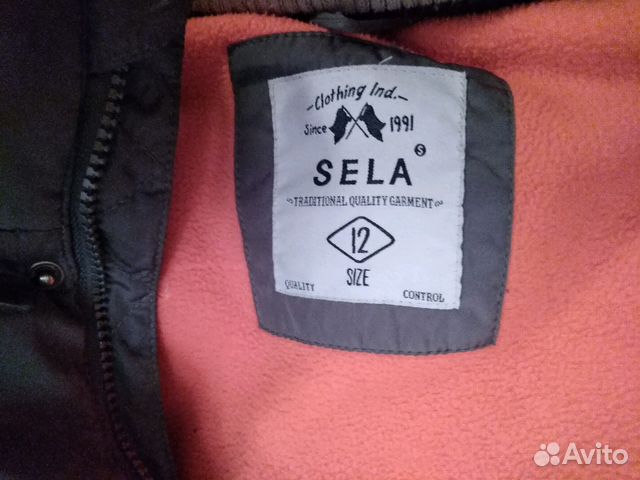 -Clothing Ind.-
Since 1991
SELA S
TRADITIONAL QUALITY GARMENT
12
SIZE
QUALITY CONTROL
Avito